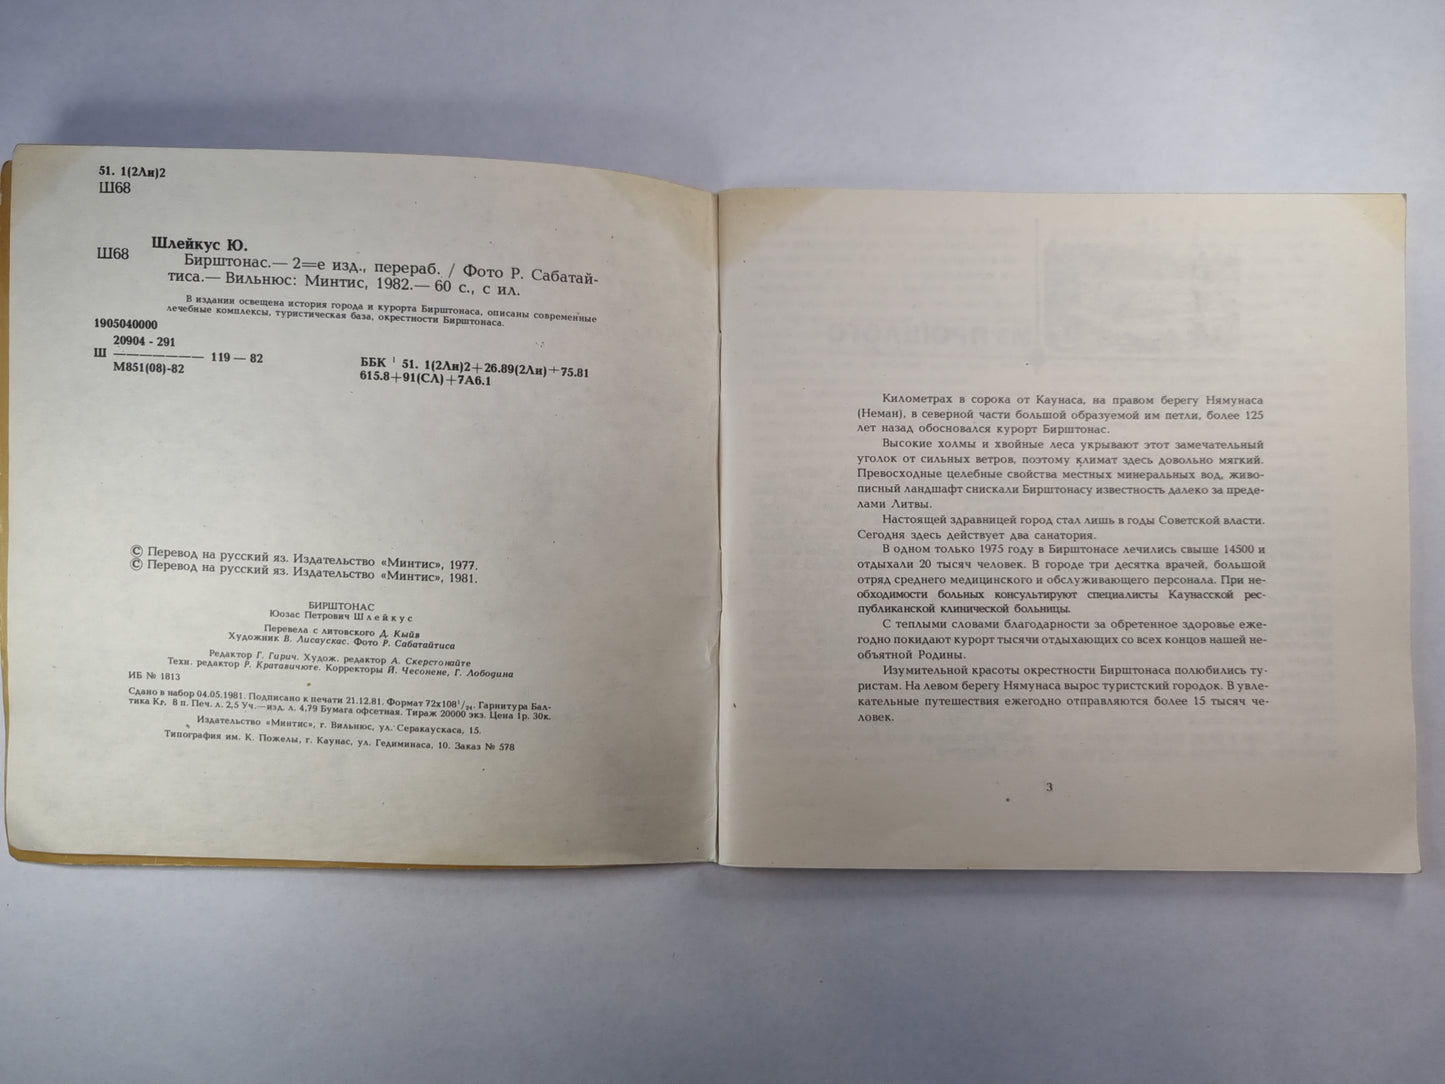 51. 1(2Ли)2
Ш68
Шлейкус Ю.
Ш68
Бирштонас.— 2=е изд., перераб. / Фото Р. Сабатай-
тиса.— Вильнюс: Минтис, 1982.— 60 с., с ил.
В издании освещена история города и курорта Бирштонаса, описаны современные
лечебные комплексы, туристическая база, окрестности Бирштонаса.
1905040000
20904 - 291
Ш ——————— 119 — 82
М851(08)-82
ББК 51. 1(2Ли)2+26.89(2Ли)+75.81
615.8+91(СЛ)+7А6.1
© Перевод на русский яз. Издательство «Минтис», 1977.
© Перевод на русский яз. Издательство «Минтис», 1981.
БИРШТОНАС
Юозас Петрович Шлейкус
Перевела с литовского Д. Кыйв
Художник В. Лисаускас. Фото Р. Сабатайтиса
Редактор Г. Гирич. Худож. редактор А. Скерстонайте
Техн. редактор Р. Кратавичюте. Корректоры Й. Чесонене, Г. Лободина
ИБ № 1813
Сдано в набор 04.05.1981. Подписано к печати 21.12.81. Формат 72х108¹/₂₄. Гарнитура Бал-
тика Кг. 8 п. Печ. л. 2,5 Уч.—изд. л. 4,79 Бумага офсетная. Тираж 20000 экз. Цена 1р. 30к.
Издательство «Минтис», г. Вильнюс, ул. Серакаускаса, 15.
Типография им. К. Пожелы, г. Каунас, ул. Гедиминаса, 10. Заказ № 578
Километрах в сорока от Каунаса, на правом берегу Нямунаса
(Неман), в северной части большой образуемой им петли, более 125
лет назад обосновался курорт Бирштонас.
Высокие холмы и хвойные леса укрывают этот замечательный
уголок от сильных ветров, поэтому климат здесь довольно мягкий.
Превосходные целебные свойства местных минеральных вод, живо-
писный ландшафт снискали Бирштонасу известность далеко за преде-
лами Литвы.
Настоящей здравницей город стал лишь в годы Советской власти.
Сегодня здесь действует два санатория.
В одном только 1975 году в Бирштонасе лечились свыше 14500 и
отдыхали 20 тысяч человек. В городе три десятка врачей, большой
отряд среднего медицинского и обслуживающего персонала. При не-
обходимости больных консультируют специалисты Каунасской рес-
публиканской клинической больницы.
С теплыми словами благодарности за обретенное здоровье еже-
годно покидают курорт тысячи отдыхающих со всех концов нашей не-
объятной Родины.
Изумительной красоты окрестности Бирштонаса полюбились ту-
ристам. На левом берегу Нямунаса вырос туристский городок. В увле-
кательные путешествия ежегодно отправляются более 15 тысяч че-
ловек.
3